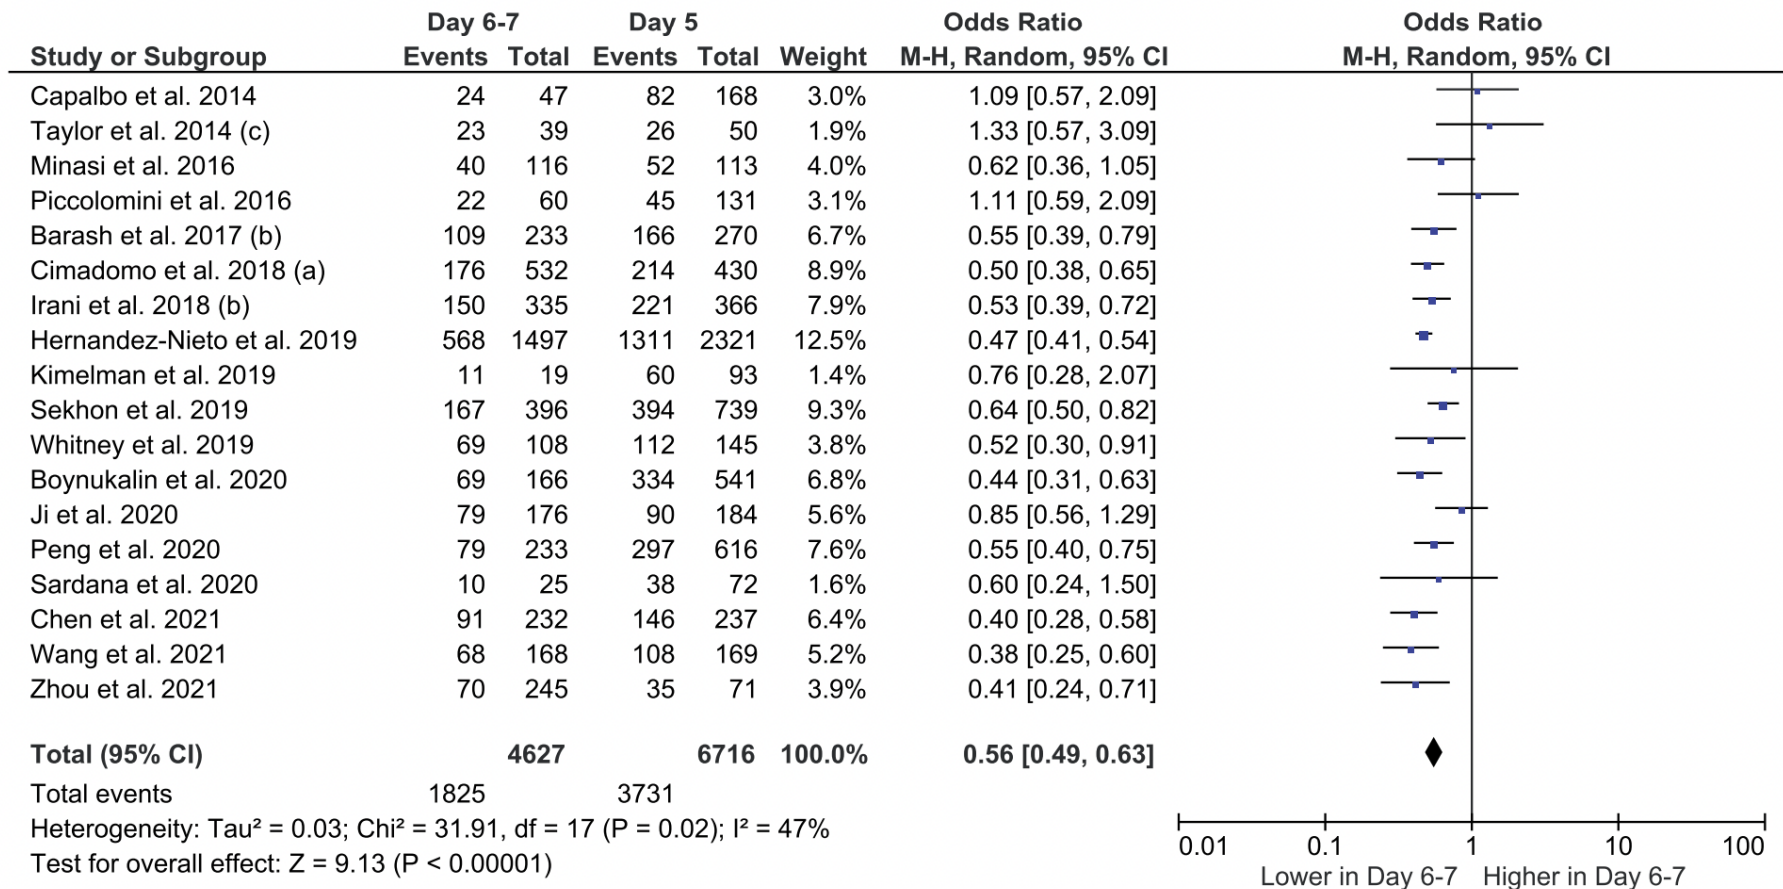 Day 6-7 Day 5 Odds Ratio Odds Ratio
Study or Subgroup Events Total Events Total Weight M-H, Random, 95% CI M-H, Random, 95% CI
Capalbo et al. 2014 24 47 82 168 3.0% 1.09 [0.57, 2.09]
Taylor et al. 2014 (c) 23 39 26 50 1.9% 1.33 [0.57, 3.09]
Minasi et al. 2016 40 116 52 113 4.0% 0.62 [0.36, 1.05]
Piccolomini et al. 2016 22 60 45 131 3.1% 1.11 [0.59, 2.09]
Barash et al. 2017 (b) 109 233 166 270 6.7% 0.55 [0.39, 0.79]
Cimadomo et al. 2018 (a) 176 532 214 430 8.9% 0.50 [0.38, 0.65]
Irani et al. 2018 (b) 150 335 221 366 7.9% 0.53 [0.39, 0.72]
Hernandez-Nieto et al. 2019 568 1497 1311 2321 12.5% 0.47 [0.41, 0.54]
Kimelman et al. 2019 11 19 60 93 1.4% 0.76 [0.28, 2.07]
Sekhon et al. 2019 167 396 394 739 9.3% 0.64 [0.50, 0.82]
Whitney et al. 2019 69 108 112 145 3.8% 0.52 [0.30, 0.91]
Boynukalin et al. 2020 69 166 334 541 6.8% 0.44 [0.31, 0.63]
Ji et al. 2020 79 176 90 184 5.6% 0.85 [0.56, 1.29]
Peng et al. 2020 79 233 297 616 7.6% 0.55 [0.40, 0.75]
Sardana et al. 2020 10 25 38 72 1.6% 0.60 [0.24, 1.50]
Chen et al. 2021 91 232 146 237 6.4% 0.40 [0.28, 0.58]
Wang et al. 2021 68 168 108 169 5.2% 0.38 [0.25, 0.60]
Zhou et al. 2021 70 245 35 71 3.9% 0.41 [0.24, 0.71]
Total (95% CI) 4627 6716 100.0% 0.56 [0.49, 0.63]
Total events 1825 3731
Heterogeneity: Tau² = 0.03; Chi² = 31.91, df = 17 (P = 0.02); I² = 47%
Test for overall effect: Z = 9.13 (P < 0.00001)
0.01 0.1 1 10 100
Lower in Day 6-7 Higher in Day 6-7